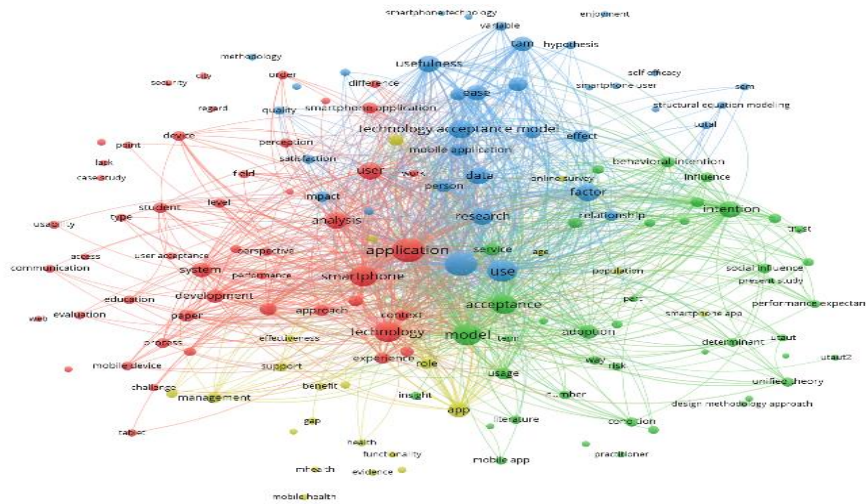 smartphone technology
enjoyment
variable
tam
hypothesis
methodology
usefulness
security
city
order
difference
ease
self efficacy
smartphone user
sem
regard
quality
smartphone application
structural equation modeling
device
technology acceptance model
total
point
perception
mobile application
effect
lack
satisfaction
behavioral intention
case study
field
user
work
data
online survey
influence
impact
person
factor
student
level
type
analysis
research
relationship
intention
usability
trust
access
user acceptance
perspective
application
service
age
communication
system
performance
smartphone
use
population
social influence
present study
education
development
web
evaluation
paper
approach
context
acceptance
part
performance expectan
smartphone app
process
effectiveness
technology
model
term
adoption
determinant
utaut
utaut2
mobile device
support
experience
role
way
risk
usage
unified theory
challenge
management
benefit
insight
number
design methodology approach
tablet
gap
app
literature
condition
health
functionality
practitioner
mhealth
evidence
mobile app
mobile health